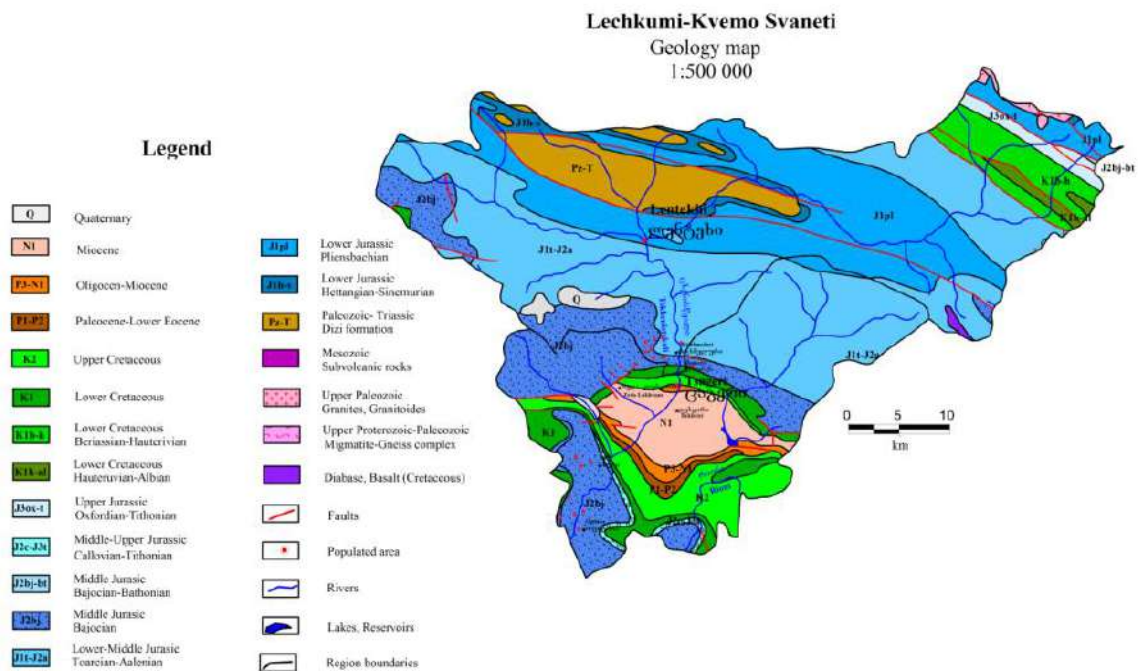 Lechkumi-Kvemo Svaneti
Geology map
1:500 000
Legend
Q Quaternary
N1 Miocene
P3-N1 Oligocen-Miocene
P1-P2 Paleocene-Lower Eocene
K2 Upper Cretaceous
K1 Lower Cretaceous
K1b-h Lower Cretaceous
Beriassian-Hauterivian
Lower Cretaceous
Hauteruvian-Albian
J3ox-t Upper Jurassic
Oxfordian-Tithonian
J2c-J3t Middle-Upper Jurassic
Callovian-Tithonian
J2bj-bt Middle Jurasic
Bajocian-Bathonian
J2bj Middle Jurasic
Bajocian
J1t-J2a Lower-Middle Jurasic
Toarcian-Aalenian
J1pl Lower Jurassic
Pliensbachian
Lower Jurassic
Hettangian-Sinemurian
Pz-T Paleozoic- Triassic
Dizi formation
Mesozoic
Subvolcanic rocks
Upper Paleozoic
Granites, Granitoides
Upper Proterozoic-Paleozoic
Migmatite-Gneiss complex
Diabase, Basalt (Cretaceous)
Faults
Populated area
Rivers
Lakes, Reservoirs
Region boundaries
J3ox-t
J1pl
J2bj-bt
K1b-h
Pz-T
J2bj
Lentekhi
J1pl
J1t-J2a
Q
J2bj
J1t-J2a
N1
K1
P3-N1
P1-P2
K2
Rioni
J2bj
0 5 10
km